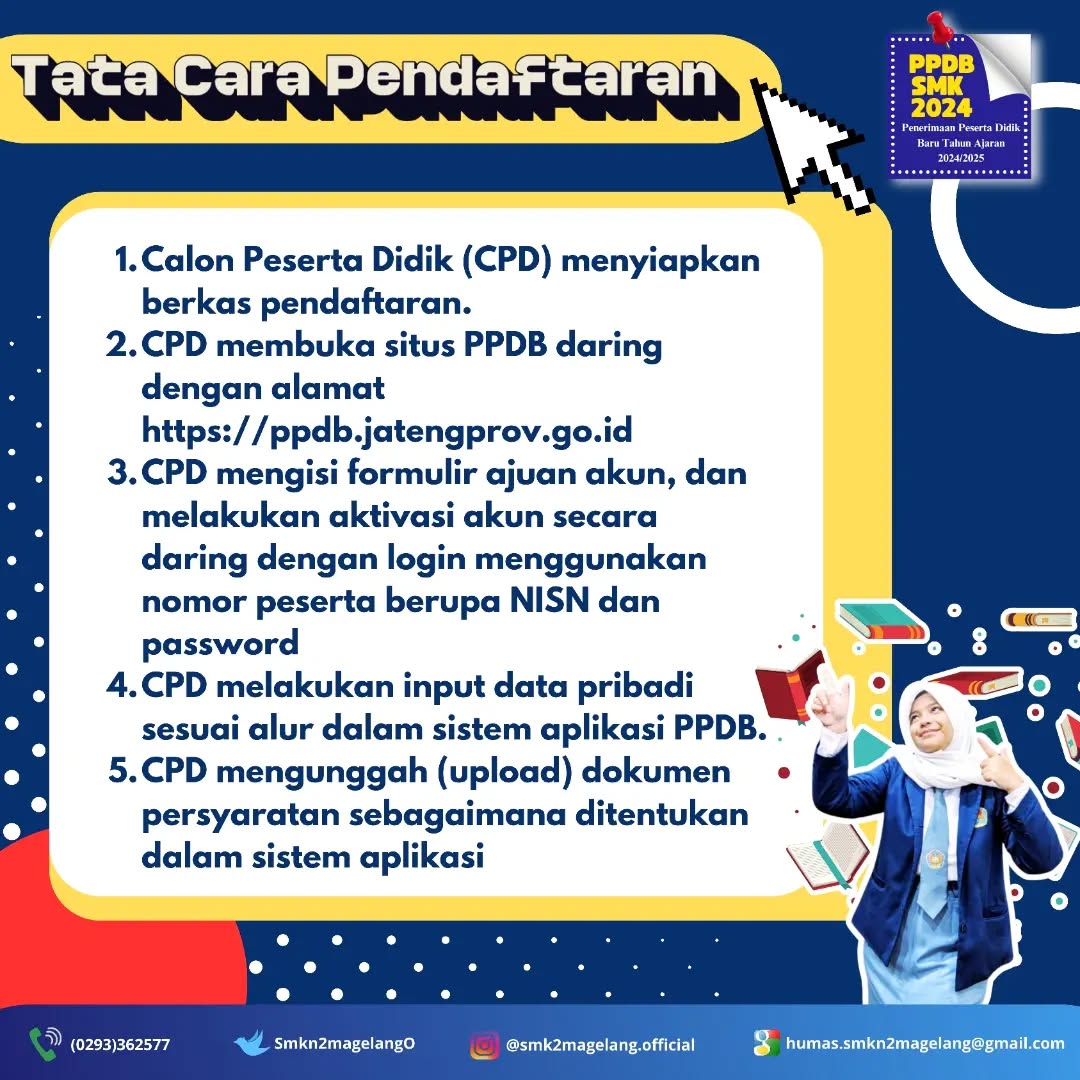 Tata Cara Pendaftaran
PPDB
SMK
2024
Penerimaan Peserta Didik
Baru Tahun Ajaran
2024/2025
1. Calon Peserta Didik (CPD) menyiapkan
berkas pendaftaran.
2. CPD membuka situs PPDB daring
dengan alamat
https://ppdb.jatengprov.go.id
3. CPD mengisi formulir ajuan akun, dan
melakukan aktivasi akun secara
daring dengan login menggunakan
nomor peserta berupa NISN dan
password
4. CPD melakukan input data pribadi
sesuai alur dalam sistem aplikasi PPDB.
5. CPD mengunggah (upload) dokumen
persyaratan sebagaimana ditentukan
dalam sistem aplikasi
(0293)362577
Smkn2magelangO
@smk2magelang.official
humas.smkn2magelang@gmail.com